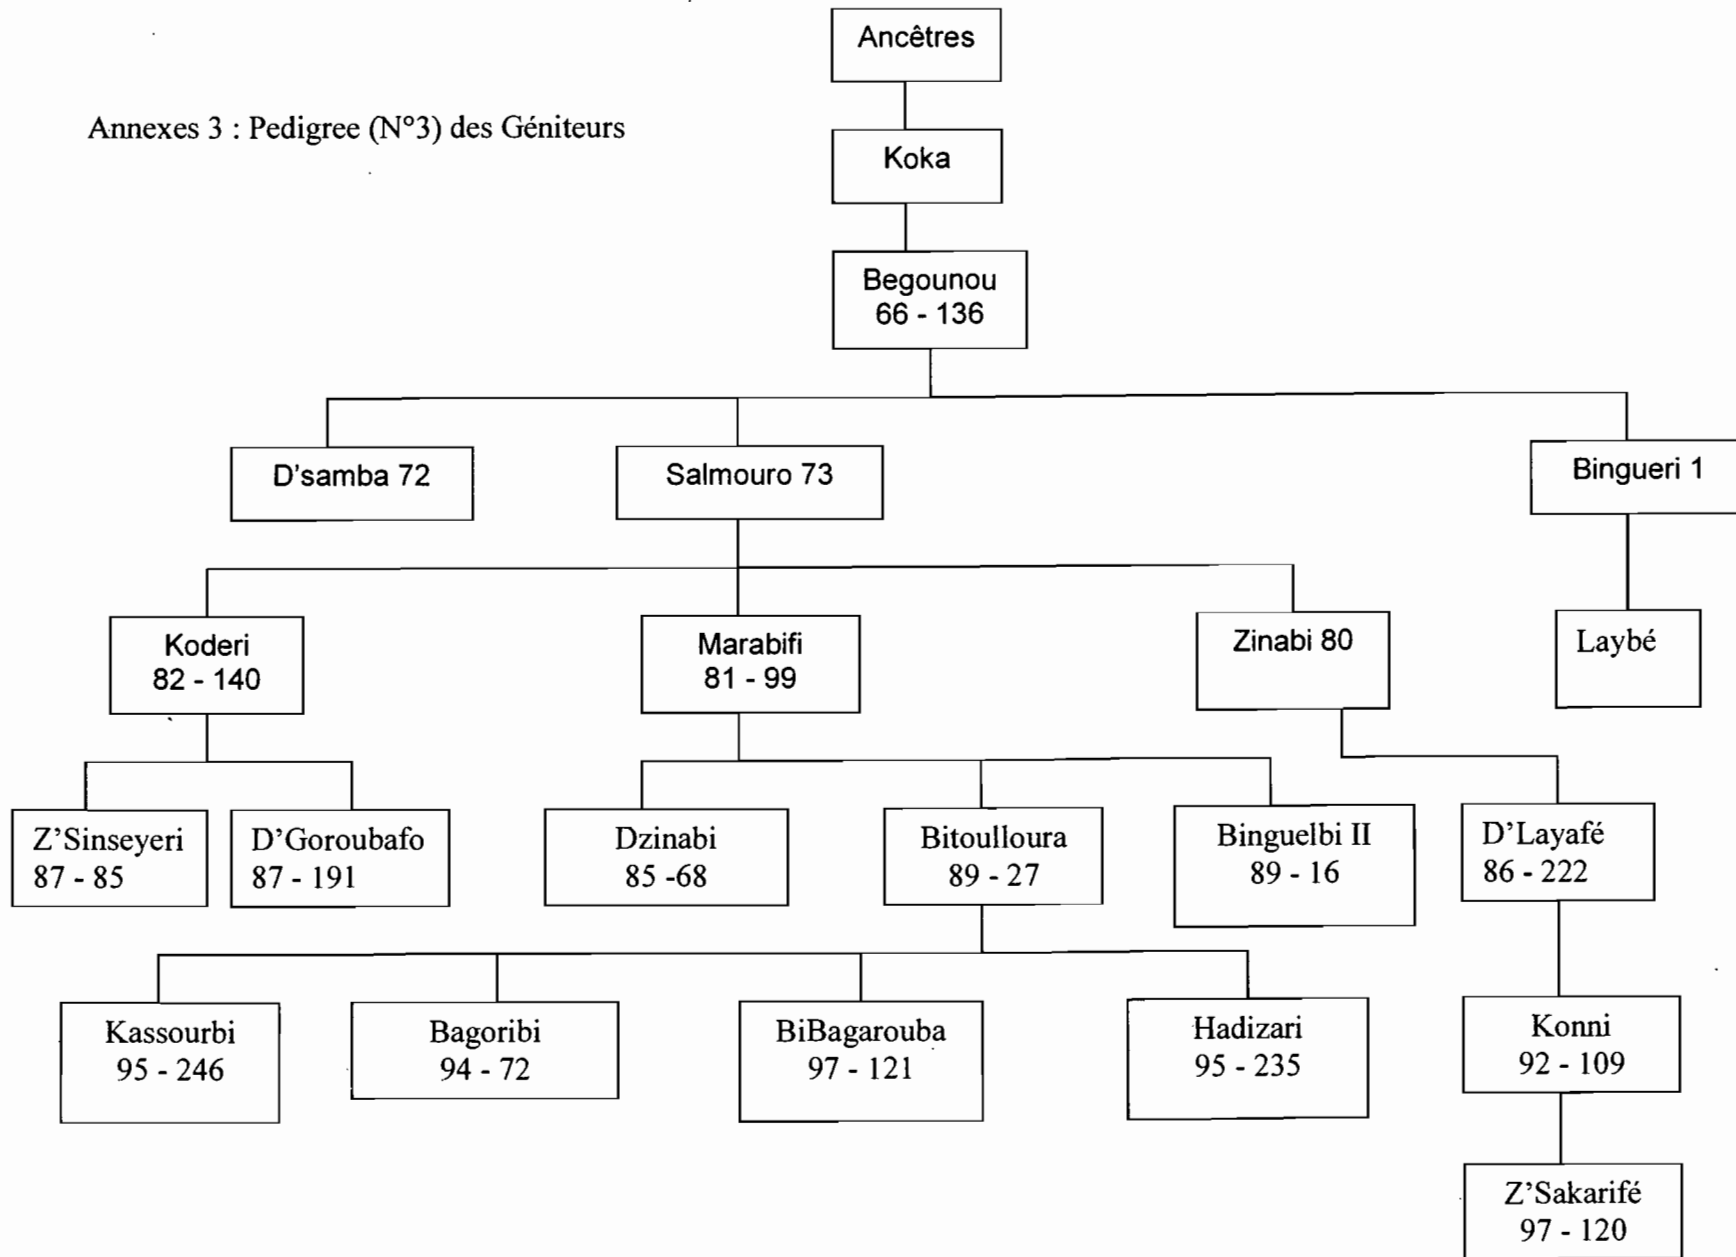 Ancêtres
Annexes 3 : Pedigree (N°3) des Géniteurs
Koka
Begounou
66 - 136
D'samba 72
Salmouro 73
Bingueri 1
Koderi
82 - 140
Marabifi
81 - 99
Zinabi 80
Laybé
Z'Sinseyeri
87 - 85
D'Goroubafo
87 - 191
Dzinabi
85 -68
Bitoulloura
89 - 27
Binguelbi II
89 - 16
D'Layafé
86 - 222
Kassourbi
95 - 246
Bagoribi
94 - 72
BiBagarouba
97 - 121
Hadizari
95 - 235
Konni
92 - 109
Z'Sakarifé
97 - 120